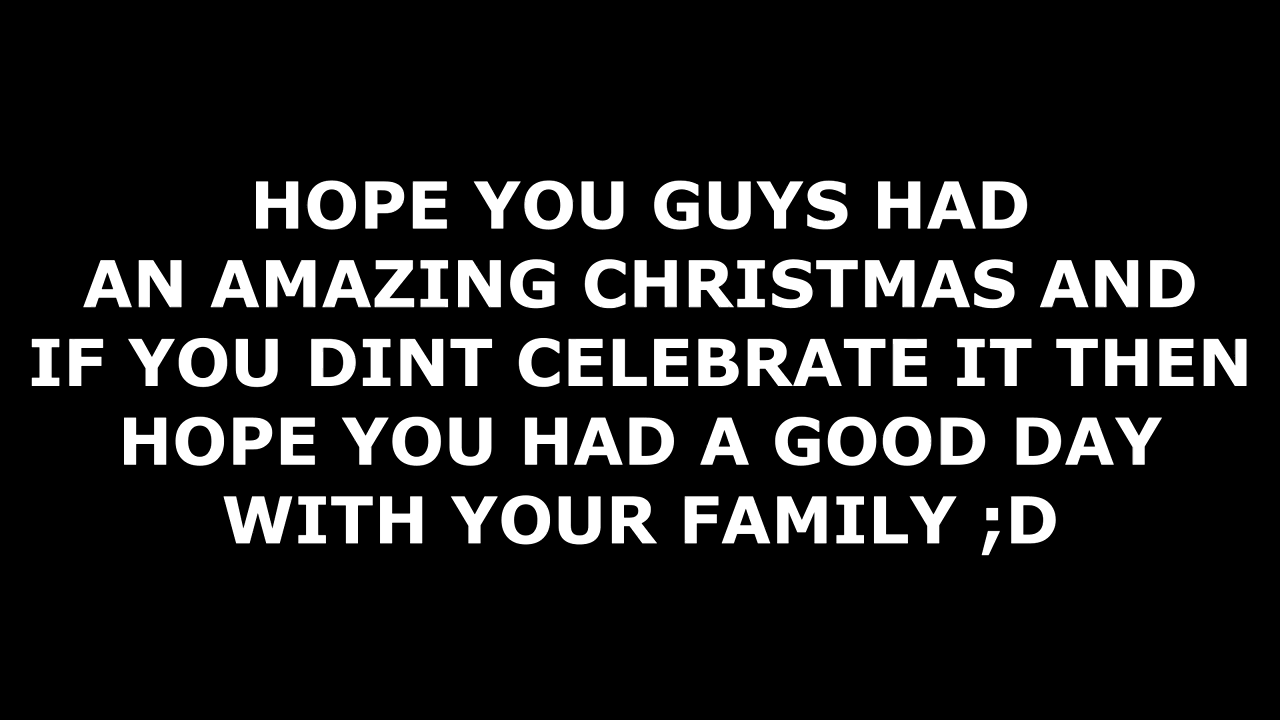 HOPE YOU GUYS HAD
AN AMAZING CHRISTMAS AND
IF YOU DINT CELEBRATE IT THEN
HOPE YOU HAD A GOOD DAY
WITH YOUR FAMILY ;D